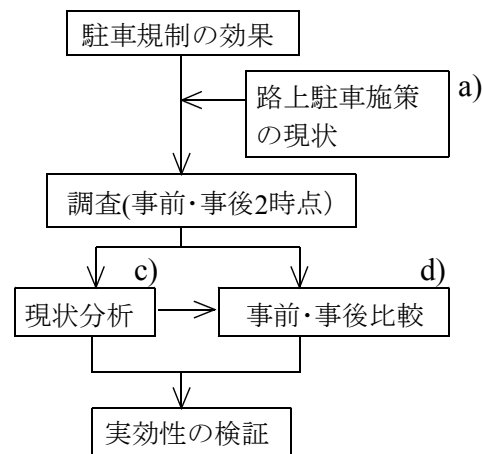 駐車規制の効果
路上駐車施策
の現状
a)
調査(事前・事後2時点)
c)
d)
現状分析
事前・事後比較
実効性の検証